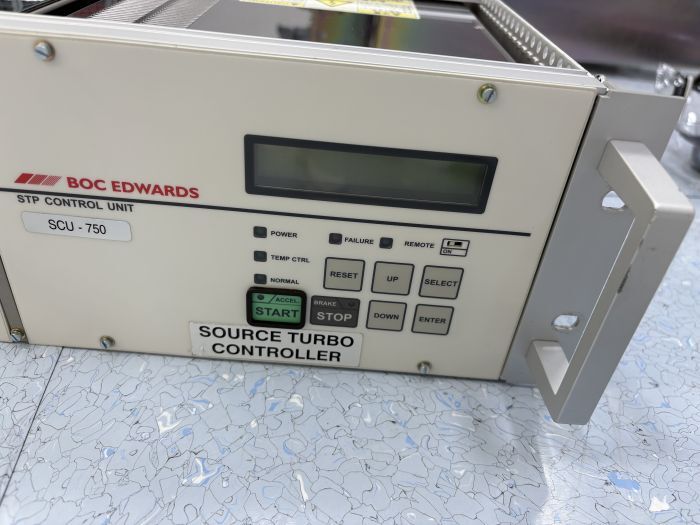 BOC EDWARDS
STP CONTROL UNIT
SCU - 750
POWER
FAILURE
REMOTE
ON
TEMP CTRL
NORMAL
RESET
UP
SELECT
ACCEL
START
BRAKE
STOP
DOWN
ENTER
SOURCE TURBO
CONTROLLER